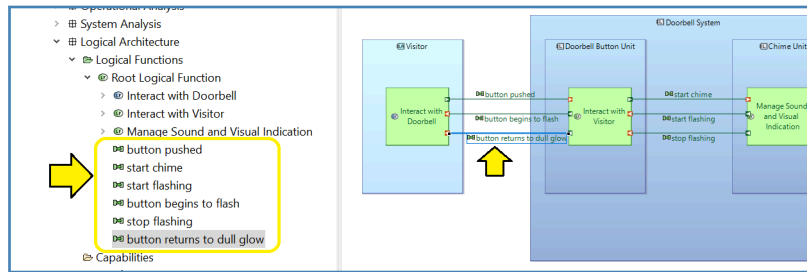 Operational Analysis
System Analysis
Logical Architecture
Logical Functions
Root Logical Function
Interact with Doorbell
Interact with Visitor
Manage Sound and Visual Indication
button pushed
start chime
start flashing
button begins to flash
stop flashing
button returns to dull glow
Capabilities
Doorbell System
Visitor
Doorbell Button Unit
Chime Unit
button pushed
start chime
Interact with
Doorbell
button begins to flash
Interact with
Visitor
start flashing
Manage Sound
and Visual
Indication
button returns to dull glow
stop flashing